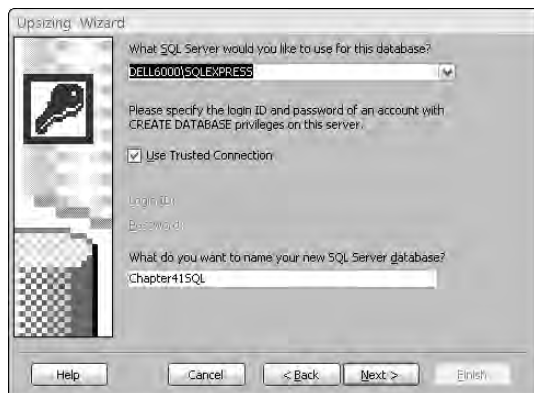 Upsizing Wizard
What SQL Server would you like to use for this database?
DELL6000\SQLEXPRESS
Please specify the login ID and password of an account with
CREATE DATABASE privileges on this server.
Use Trusted Connection
Login ID:
Password:
What do you want to name your new SQL Server database?
Chapter41SQL
Help
Cancel
< Back
Next >
Finish